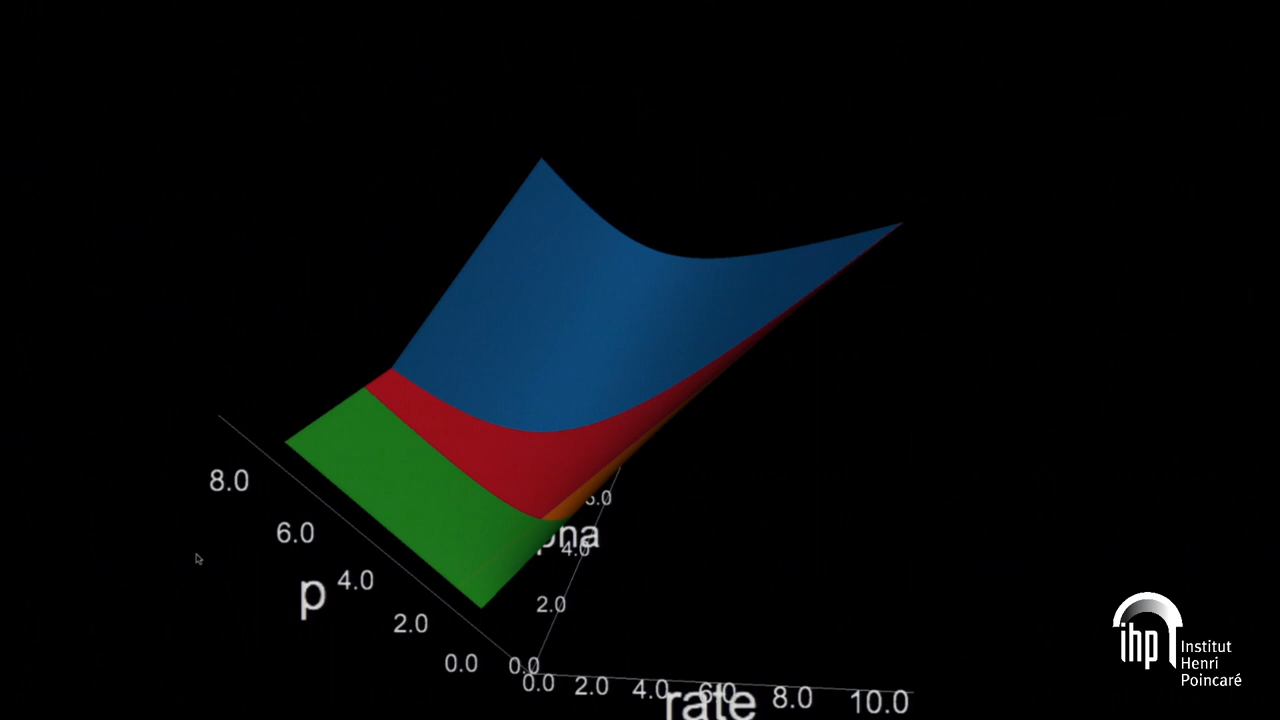 8.0
6.0
p 4.0
2.0
0.0
4.0
2.0
0.0
0.0 2.0 4.0 6.0 8.0 10.0
rate
ihp Institut
Henri
Poincaré